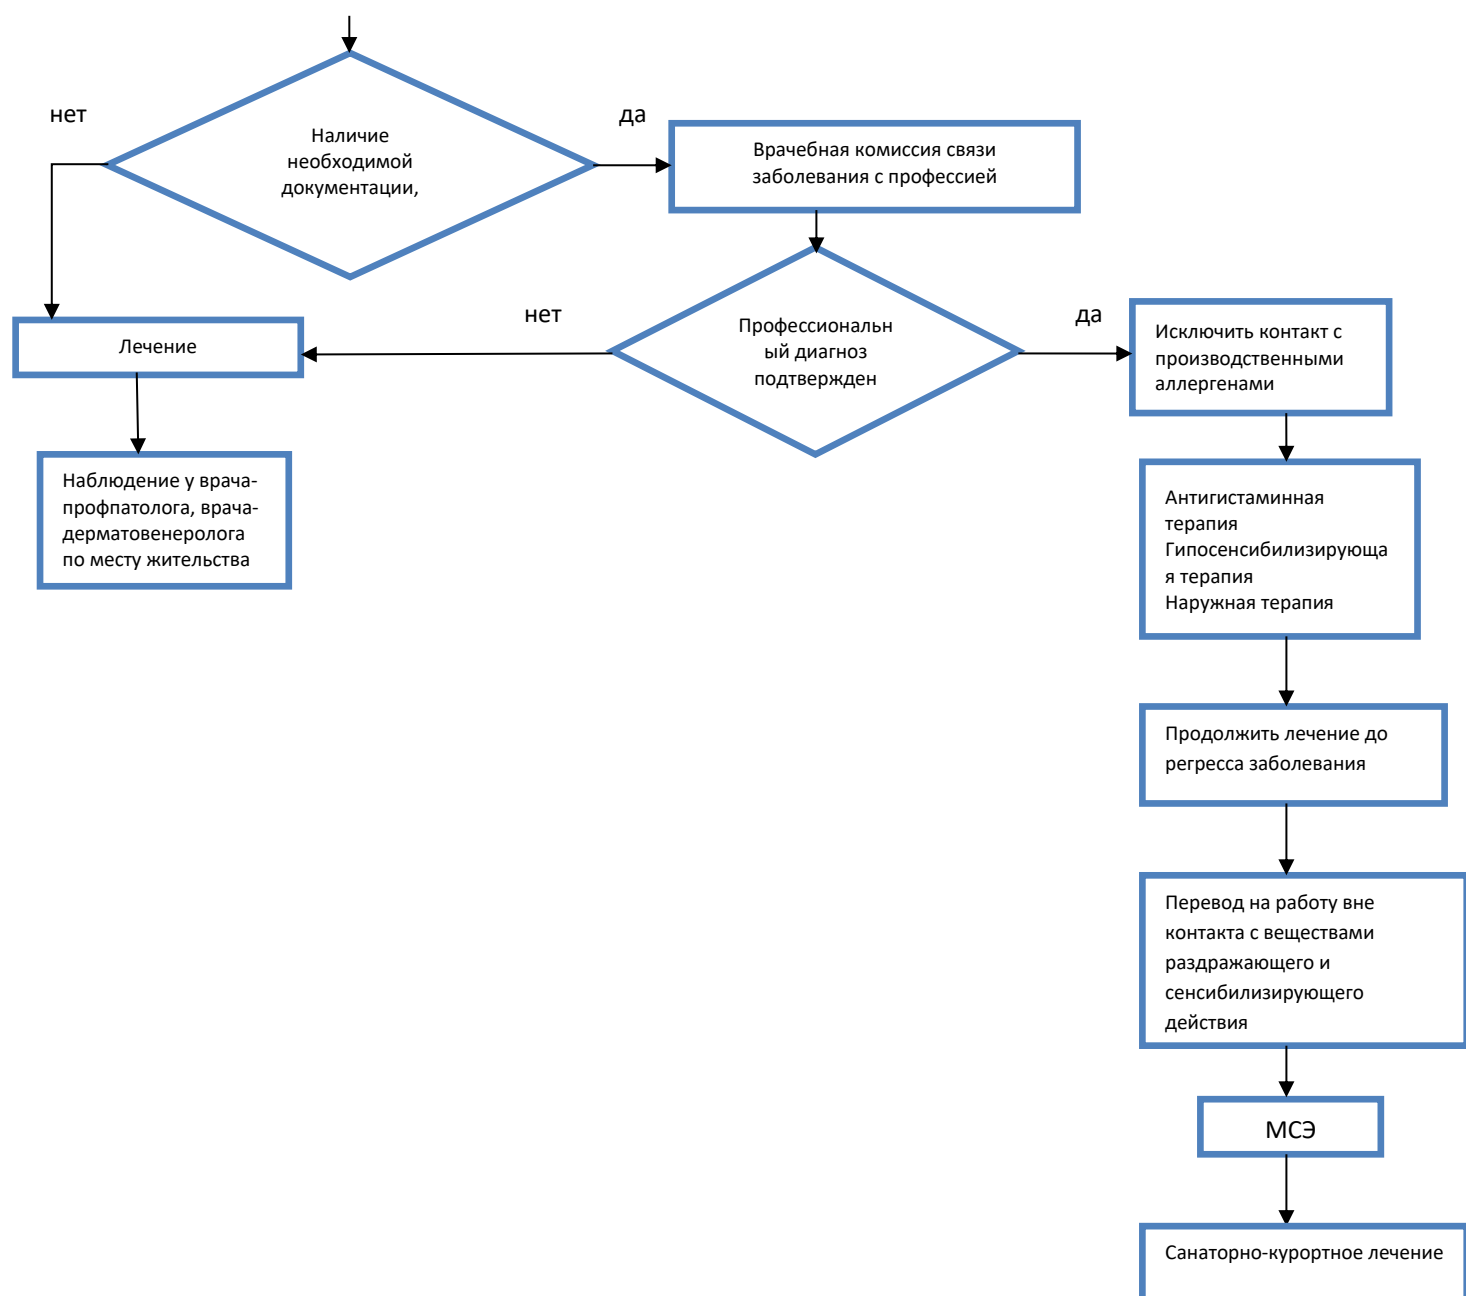 нет
да
Наличие
необходимой
документации,
Врачебная комиссия связи
заболевания с профессией
нет
да
Профессиональн
ый диагноз
подтвержден
Исключить контакт с
производственными
аллергенами
Лечение
Наблюдение у врача-
профпатолога, врача-
дерматовенеролога
по месту жительства
Антигистаминная
терапия
Гипосенсибилизирующа
я терапия
Наружная терапия
Продолжить лечение до
регресса заболевания
Перевод на работу вне
контакта с веществами
раздражающего и
сенсибилизирующего
действия
МСЭ
Санаторно-курортное лечение